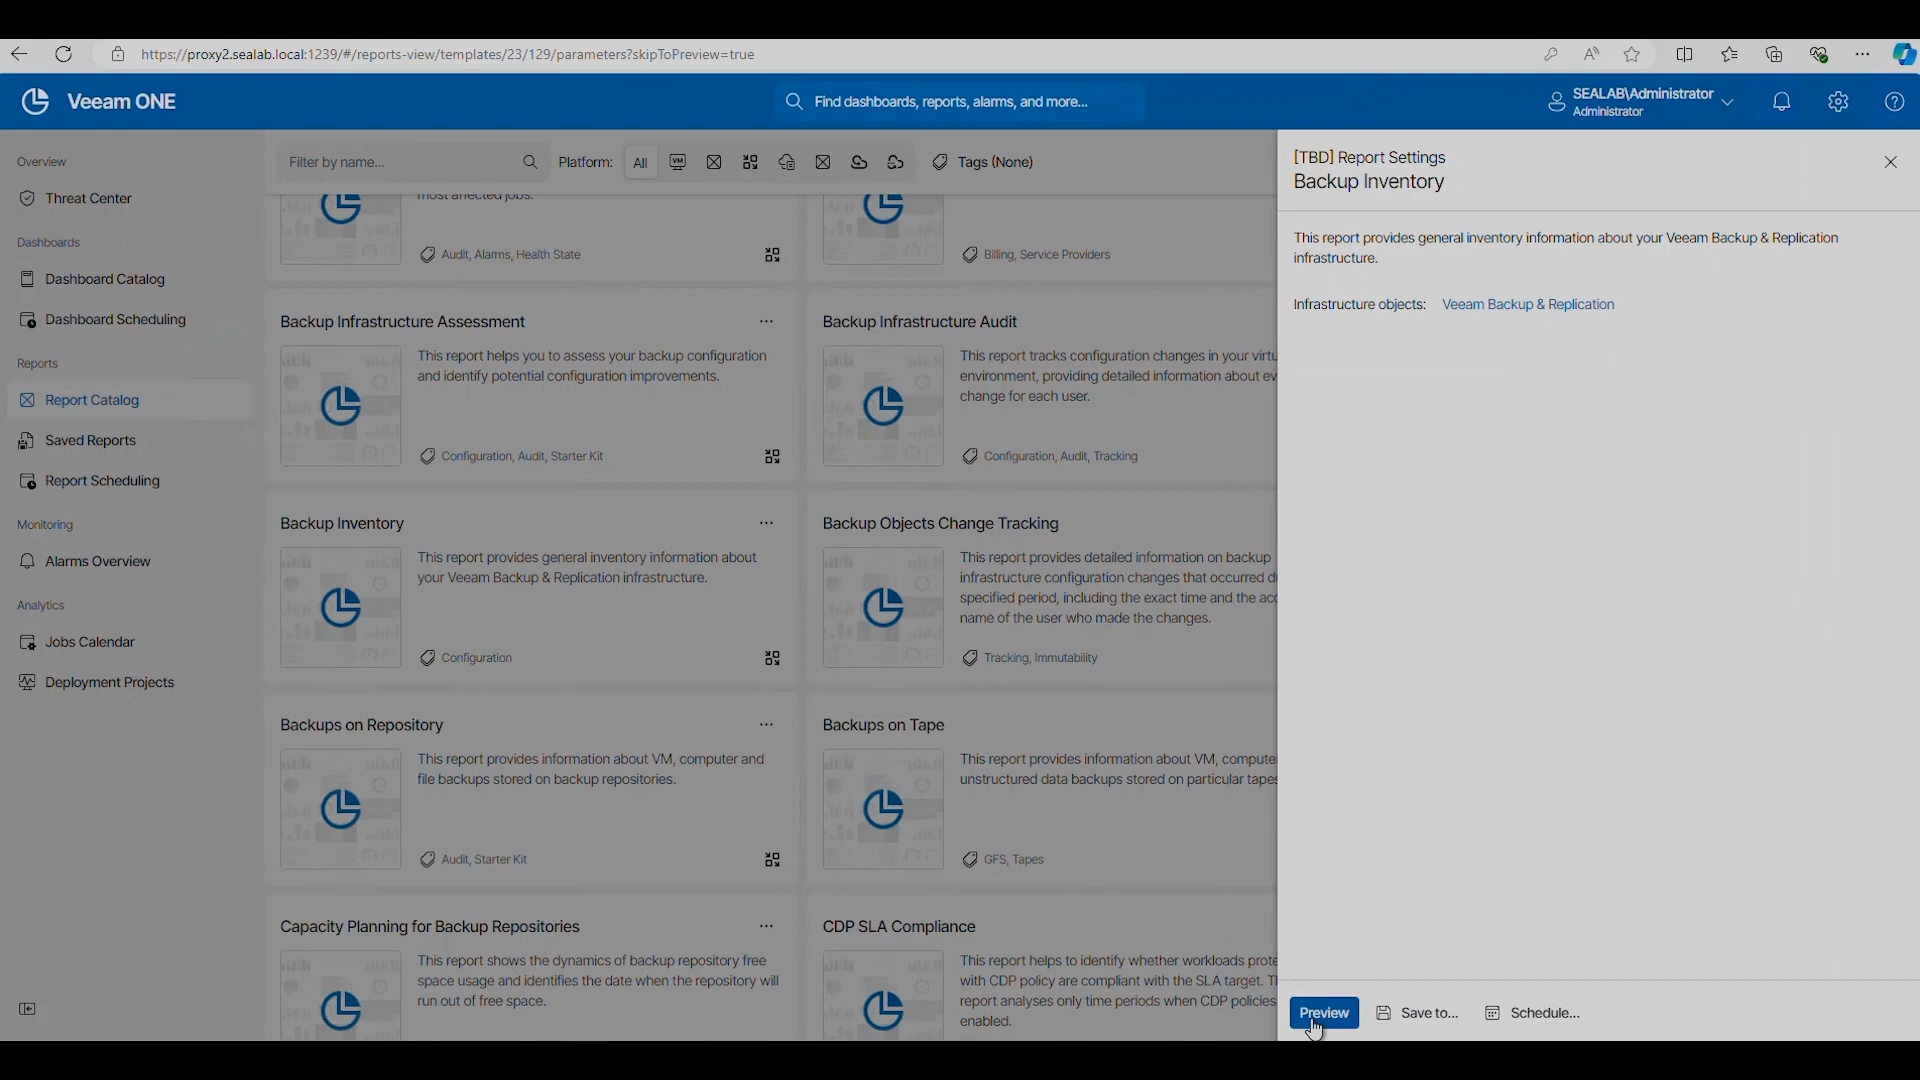 https://proxy2.sealab.local:1239/#/reports-view/templates/23/129/parameters?skipToPreview=true
Veeam ONE
Find dashboards, reports, alarms, and more...
SEALAB\Administrator
Administrator
Overview
Threat Center
Dashboards
Dashboard Catalog
Dashboard Scheduling
Reports
Report Catalog
Saved Reports
Report Scheduling
Monitoring
Alarms Overview
Analytics
Jobs Calendar
Deployment Projects
Filter by name...
Platform:
All
Tags (None)
most affected jobs.
Audit, Alarms, Health State
Billing, Service Providers
Backup Infrastructure Assessment
This report helps you to assess your backup configuration
and identify potential configuration improvements.
Configuration, Audit, Starter Kit
Backup Infrastructure Audit
This report tracks configuration changes in your virtu
environment, providing detailed information about ev
change for each user.
Configuration, Audit, Tracking
Backup Inventory
This report provides general inventory information about
your Veeam Backup & Replication infrastructure.
Configuration
Backup Objects Change Tracking
This report provides detailed information on backup
infrastructure configuration changes that occurred d
specified period, including the exact time and the acc
name of the user who made the changes.
Tracking, Immutability
Backups on Repository
This report provides information about VM, computer and
file backups stored on backup repositories.
Audit, Starter Kit
Backups on Tape
This report provides information about VM, compute
unstructured data backups stored on particular tapes
GFS, Tapes
Capacity Planning for Backup Repositories
This report shows the dynamics of backup repository free
space usage and identifies the date when the repository will
run out of free space.
CDP SLA Compliance
This report helps to identify whether workloads prote
with CDP policy are compliant with the SLA target. T
report analyses only time periods when CDP policies
enabled.
[TBD] Report Settings
Backup Inventory
This report provides general inventory information about your Veeam Backup & Replication
infrastructure.
Infrastructure objects: Veeam Backup & Replication
Preview
Save to...
Schedule...